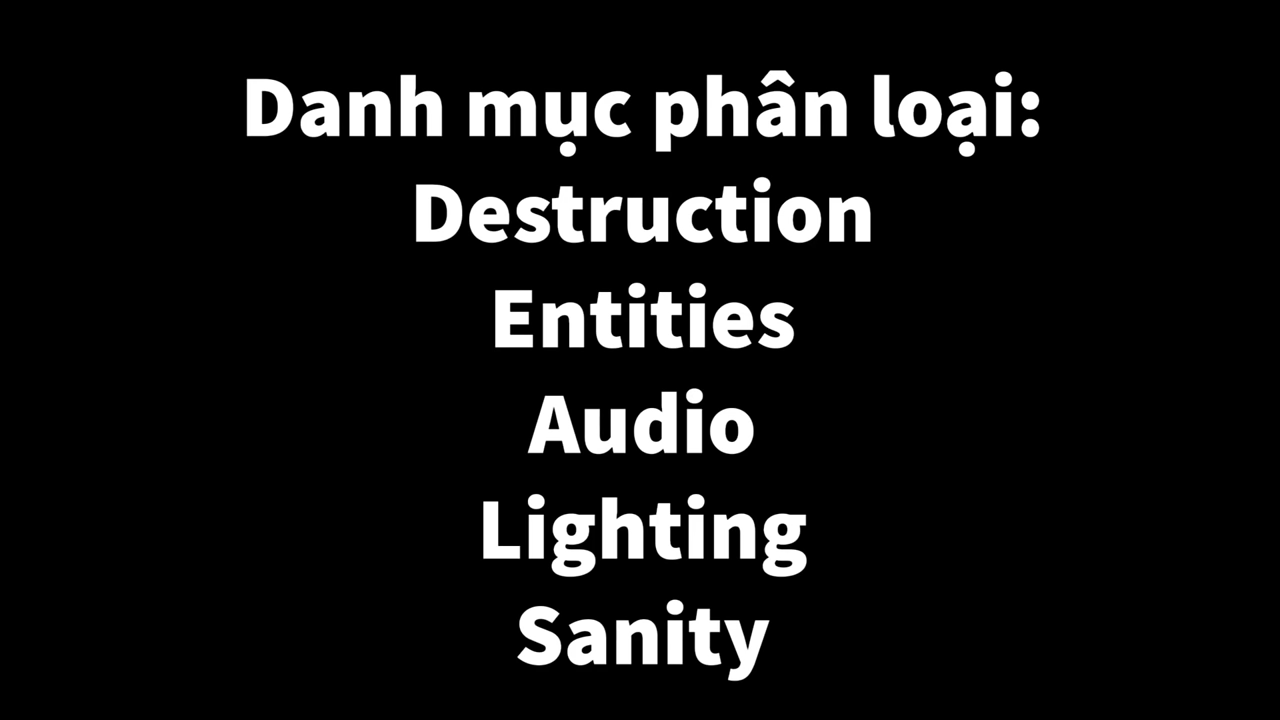 Danh mục phân loại:
Destruction
Entities
Audio
Lighting
Sanity